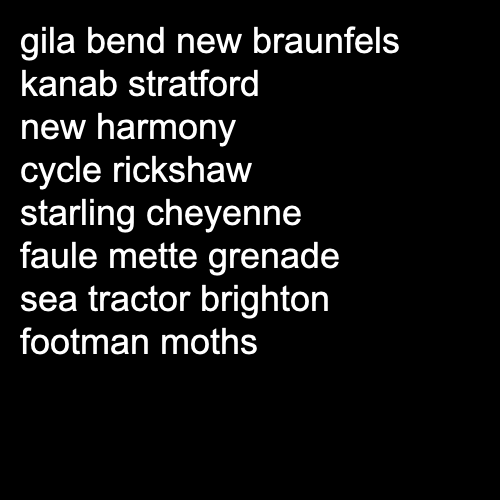 gila bend new braunfels
kanab stratford
new harmony
cycle rickshaw
starling cheyenne
faule mette grenade
sea tractor brighton
footman moths